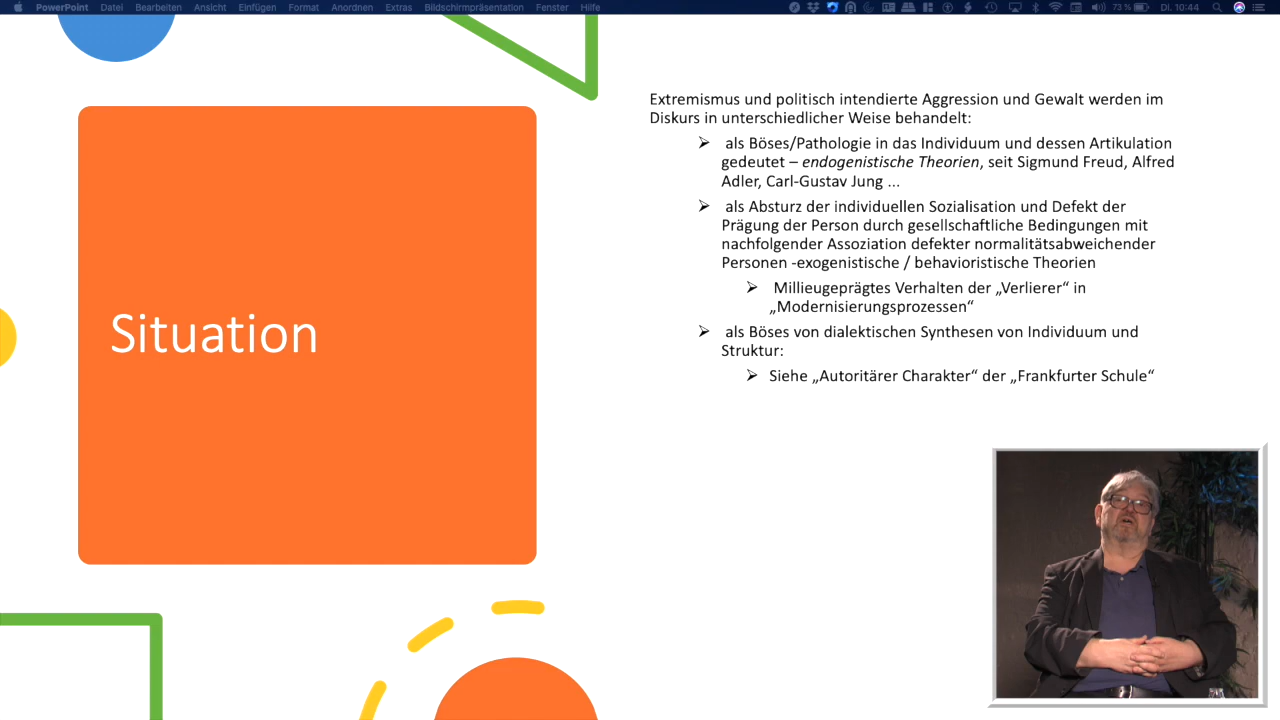 PowerPoint Datei Bearbeiten Ansicht Einfügen Format Anordnen Extras Bildschirmpräsentation Fenster Hilfe 73 % Di. 10:44
Situation
Extremismus und politisch intendierte Aggression und Gewalt werden im
Diskurs in unterschiedlicher Weise behandelt:
➢ als Böses/Pathologie in das Individuum und dessen Artikulation
gedeutet – endogenistische Theorien, seit Sigmund Freud, Alfred
Adler, Carl-Gustav Jung ...
➢ als Absturz der individuellen Sozialisation und Defekt der
Prägung der Person durch gesellschaftliche Bedingungen mit
nachfolgender Assoziation defekter normalitätsabweichender
Personen -exogenistische / behavioristische Theorien
➢ Millieugeprägtes Verhalten der „Verlierer“ in
„Modernisierungsprozessen“
➢ als Böses von dialektischen Synthesen von Individuum und
Struktur:
➢ Siehe „Autoritärer Charakter“ der „Frankfurter Schule“